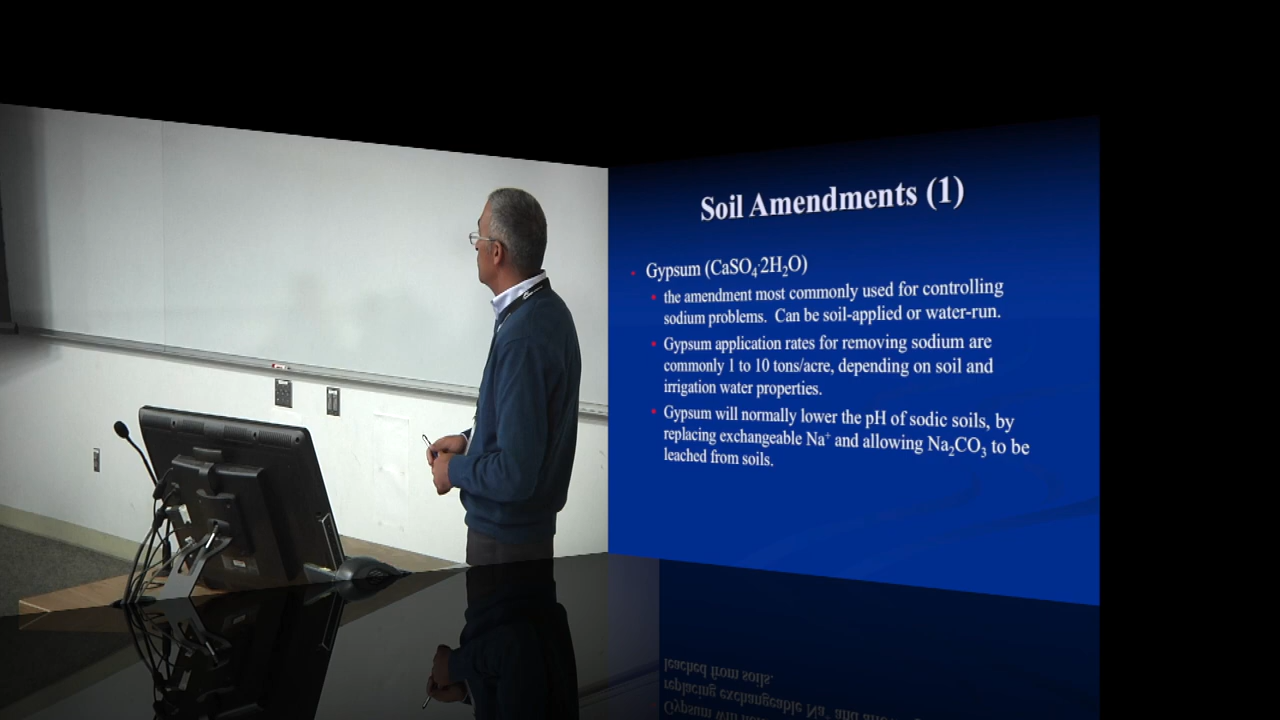 Soil Amendments (1)
Gypsum (CaSO₄·2H₂O)
the amendment most commonly used for controlling
sodium problems. Can be soil-applied or water-run.
Gypsum application rates for removing sodium are
commonly 1 to 10 tons/acre, depending on soil and
irrigation water properties.
Gypsum will normally lower the pH of sodic soils, by
replacing exchangeable Na⁺ and allowing Na₂CO₃ to be
leached from soils.